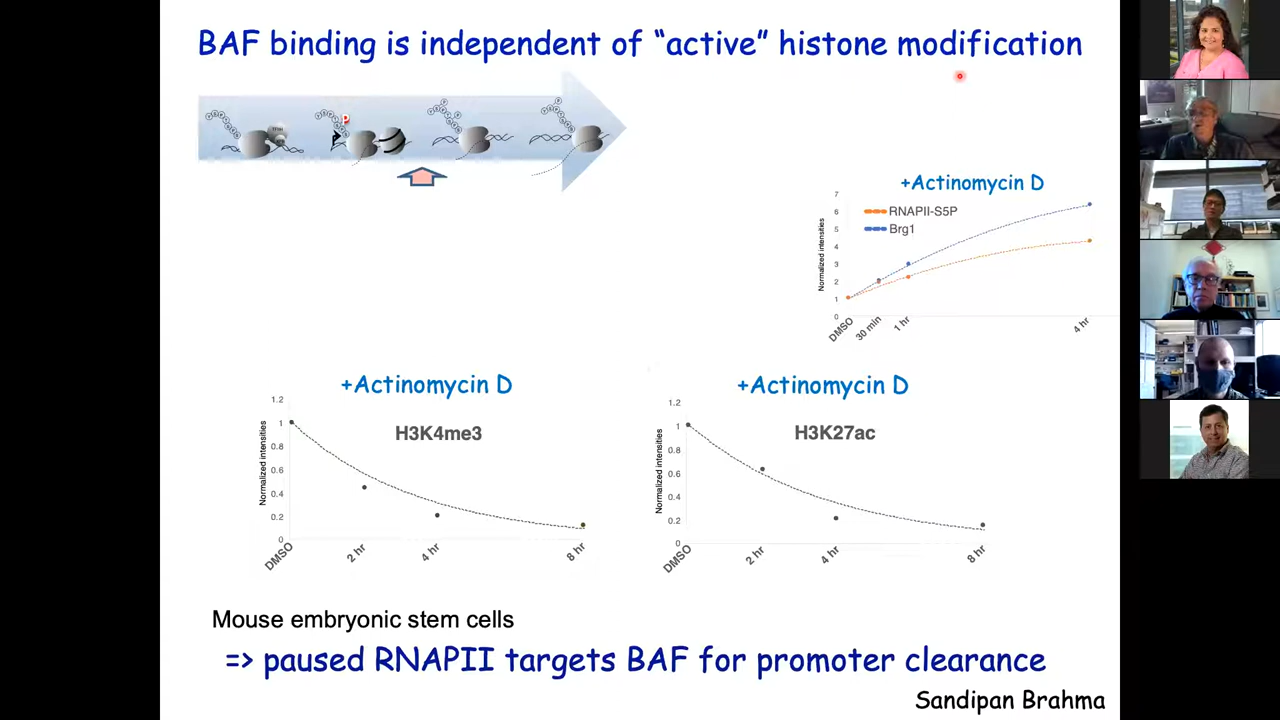 BAF binding is independent of “active” histone modification
P
+Actinomycin D
7
6
5
4
3
2
1
0
Normalized intensities
RNAPII-S5P
Brg1
DMSO
30 min
1 hr
4 hr
+Actinomycin D
H3K4me3
1.2
1
0.8
0.6
0.4
0.2
0
Normalized intensities
DMSO
2 hr
4 hr
8 hr
+Actinomycin D
H3K27ac
1.2
1
0.8
0.6
0.4
0.2
0
Normalized intensities
DMSO
2 hr
4 hr
8 hr
Mouse embryonic stem cells
=> paused RNAPII targets BAF for promoter clearance
Sandipan Brahma